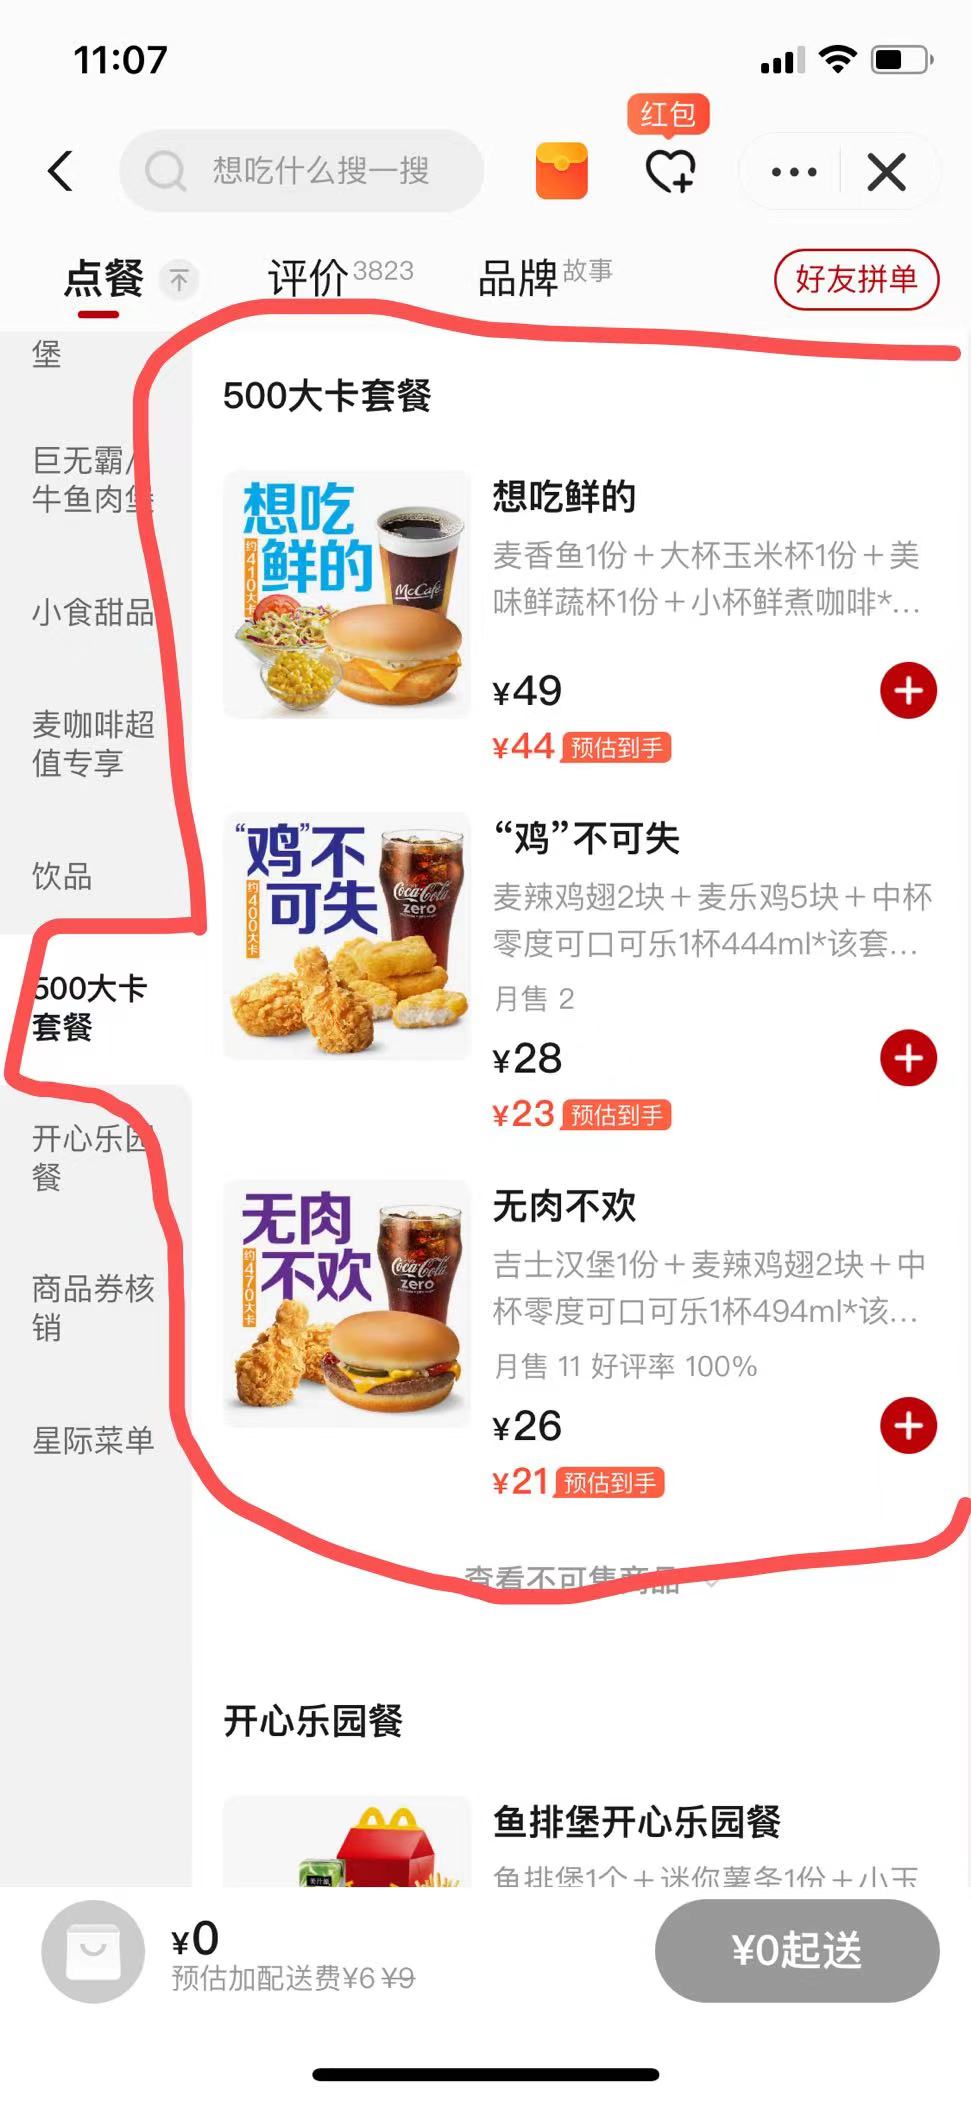 11:07
红包
想吃什么搜一搜
点餐
评价3823
品牌故事
好友拼单
堡
巨无霸/
牛鱼肉堡
小食甜品
麦咖啡超
值专享
饮品
500大卡
套餐
开心乐园
餐
商品券核
销
星际菜单
500大卡套餐
想吃
鲜的
约410大卡
McCafé
想吃鲜的
麦香鱼1份+大杯玉米杯1份+美
味鲜蔬杯1份+小杯鲜煮咖啡*...
¥49
¥44 预估到手
“鸡”不
可失
约400大卡
Coca-Cola
zero
“鸡”不可失
麦辣鸡翅2块+麦乐鸡5块+中杯
零度可口可乐1杯444ml*该套...
月售 2
¥28
¥23 预估到手
无肉
不欢
约470大卡
Coca-Cola
zero
无肉不欢
吉士汉堡1份+麦辣鸡翅2块+中
杯零度可口可乐1杯494ml*该...
月售 11 好评率 100%
¥26
¥21 预估到手
查看不可售商品
开心乐园餐
鱼排堡开心乐园餐
鱼排堡1个+迷你薯条1份+小玉
¥0
预估加配送费¥6 ¥9
¥0起送